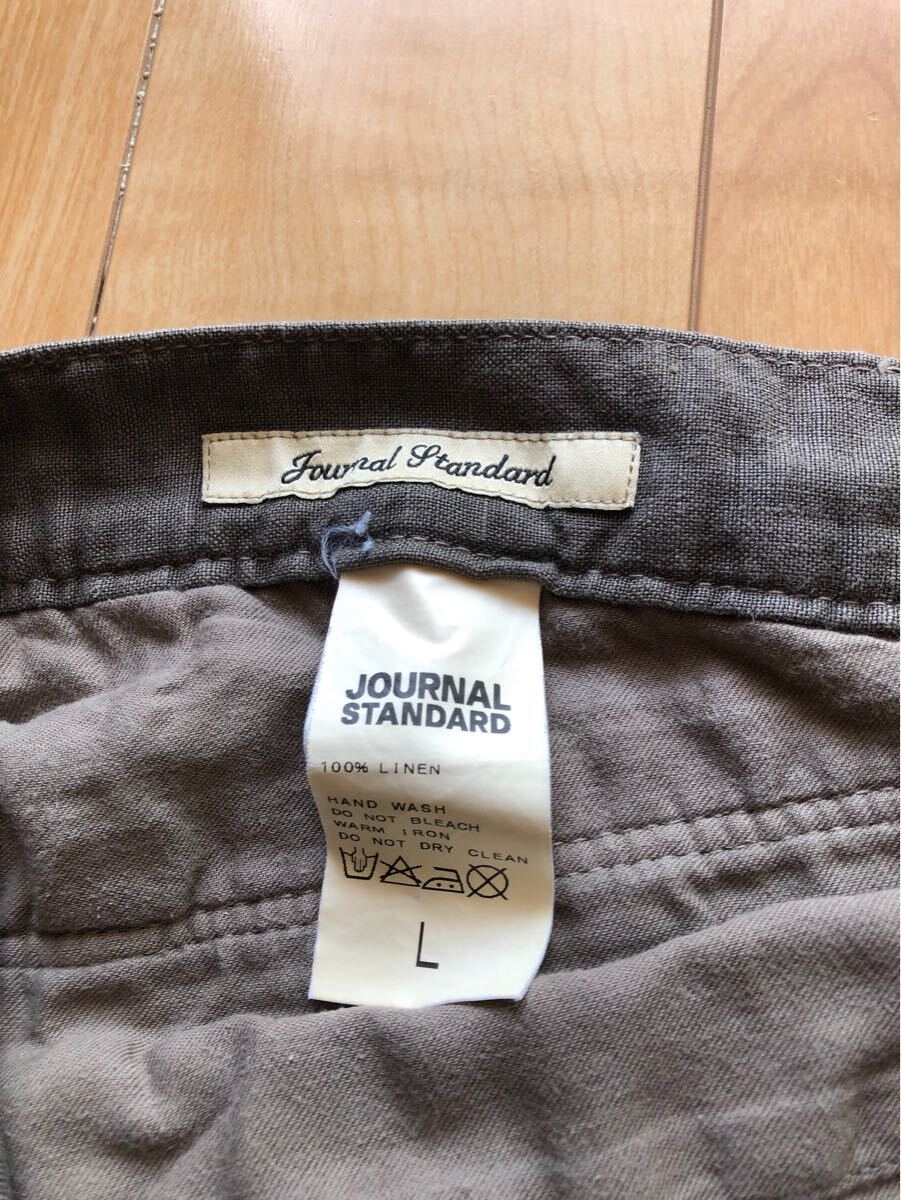 Journal Standard
JOURNAL
STANDARD
100% LINEN
HAND WASH
DO NOT BLEACH
WARM IRON
DO NOT DRY CLEAN
L